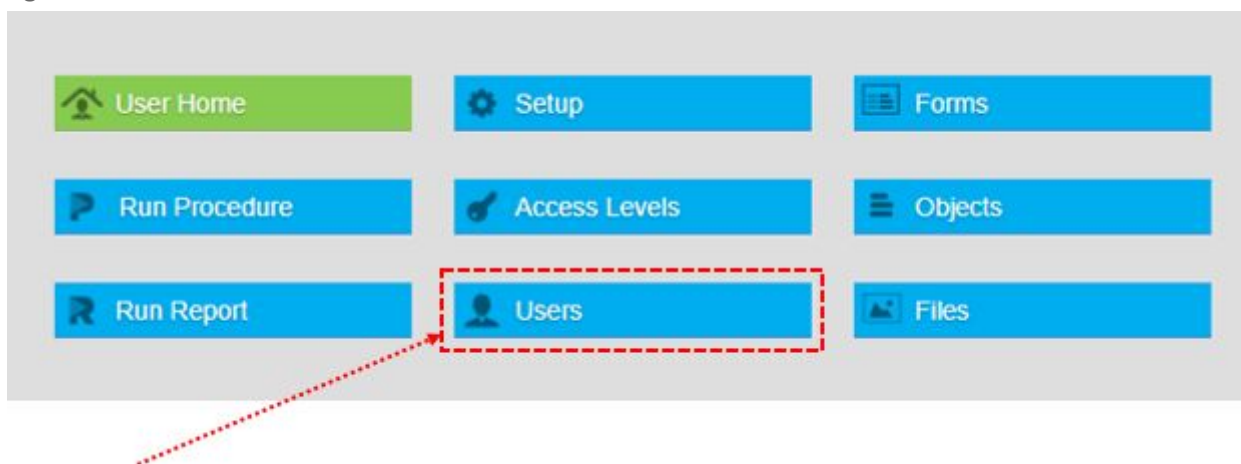 User Home
Setup
Forms
Run Procedure
Access Levels
Objects
Run Report
Users
Files